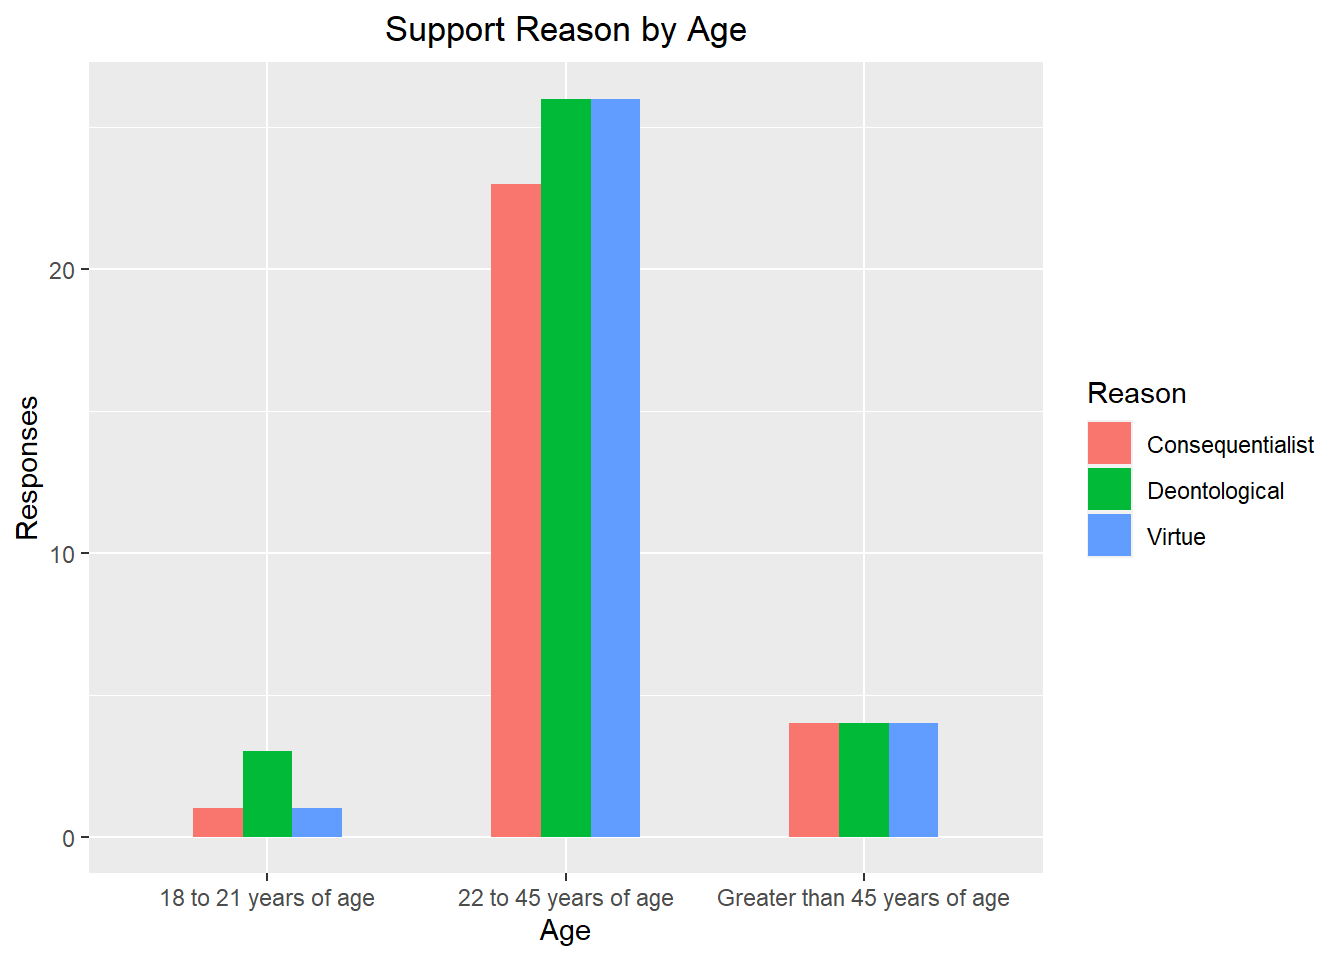 Support Reason by Age
Responses
20
10
0
18 to 21 years of age
22 to 45 years of age
Greater than 45 years of age
Age
Reason
Consequentialist
Deontological
Virtue